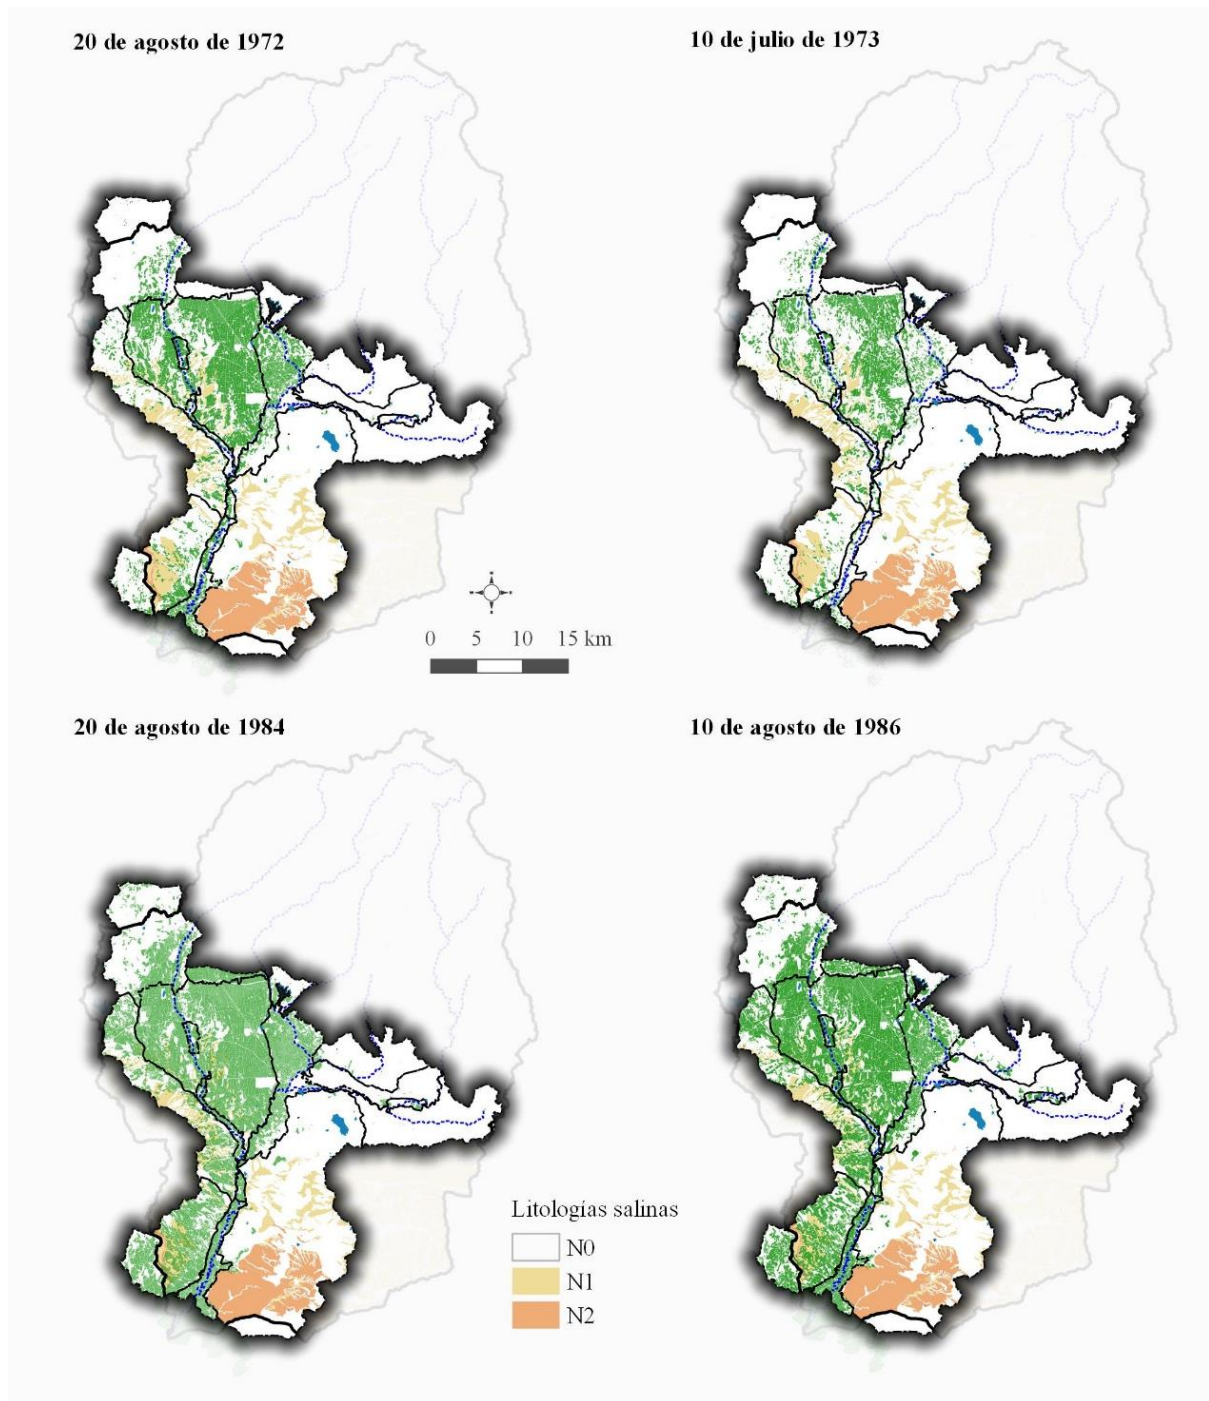 20 de agosto de 1972
10 de julio de 1973
0 5 10 15 km
20 de agosto de 1984
10 de agosto de 1986
Litologías salinas
N0
N1
N2